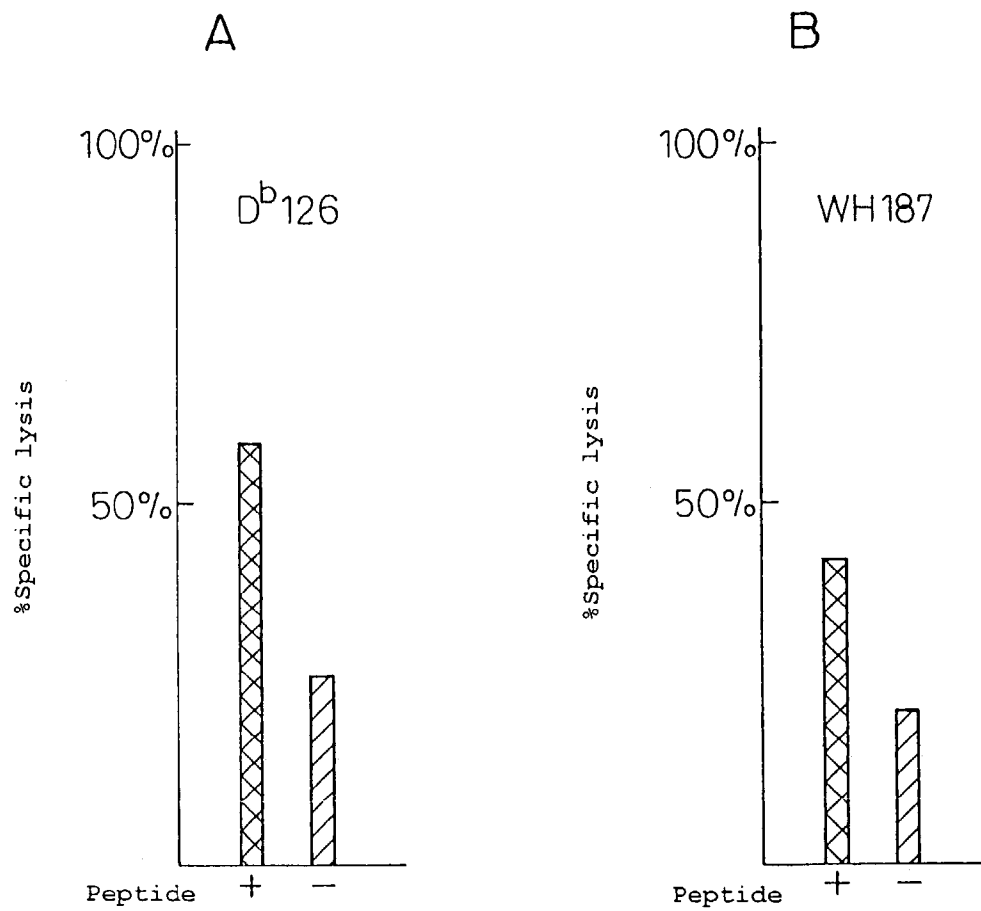 A
100%
D^b126
%Specific lysis
50%
Peptide + −
B
100%
WH187
%Specific lysis
50%
Peptide + −